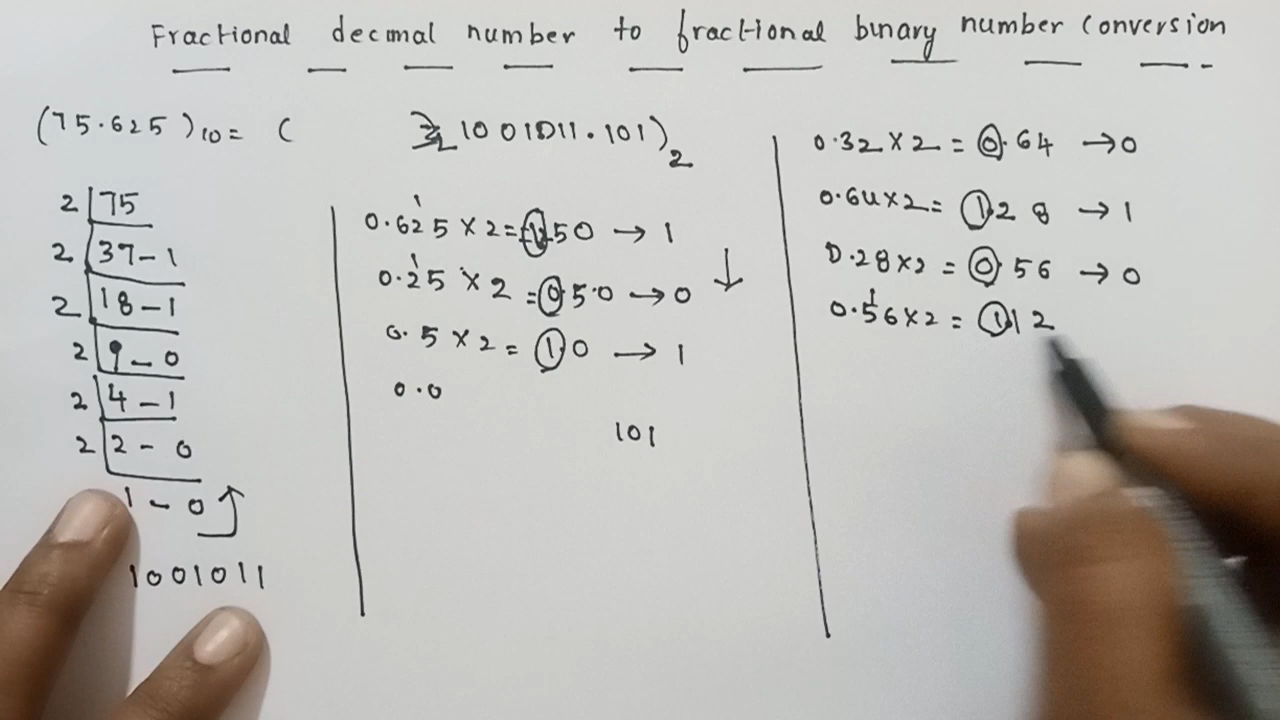 Fractional decimal number to fractional binary number conversion
(75.625)10 = ( 1001011.101)2
2 75
2 37-1
2 18-1
2 9-0
2 4-1
2 2-0
1-0
1001011
0.625 × 2 = 1.50 → 1
0.25 × 2 = 0.50 → 0
0.5 × 2 = 1.0 → 1
0.0
101
0.32 × 2 = 0.64 → 0
0.64 × 2 = 1.28 → 1
0.28 × 2 = 0.56 → 0
0.56 × 2 = 1.12